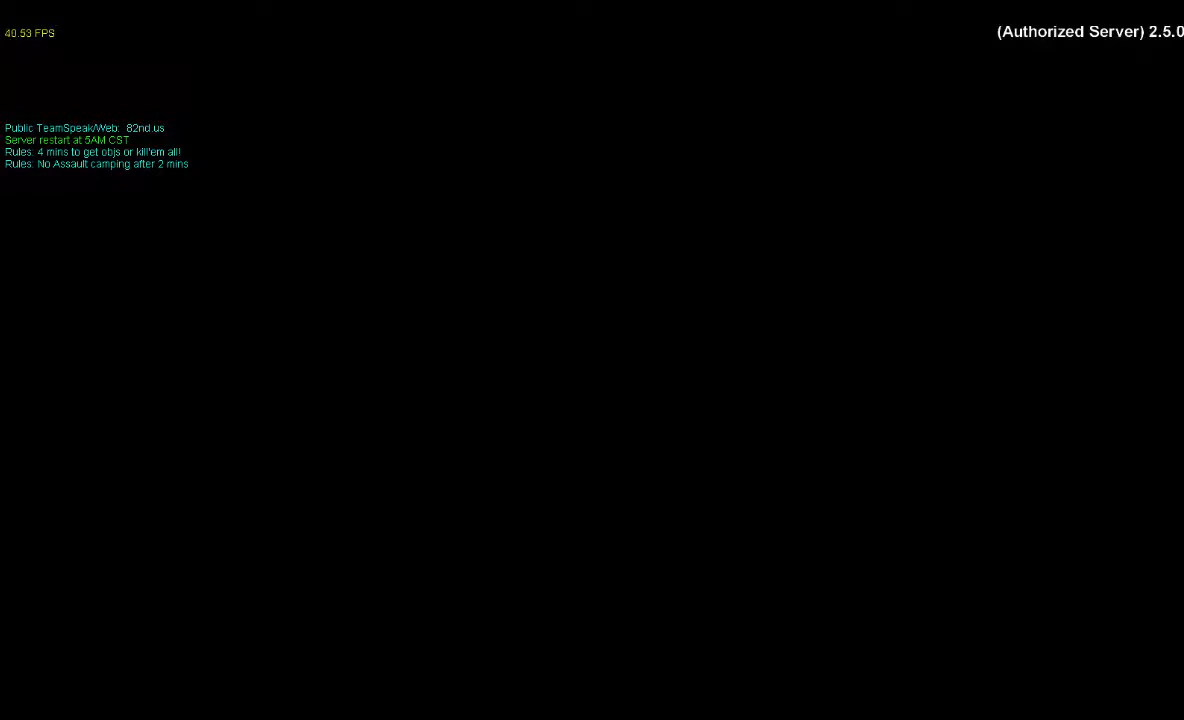 40.53 FPS
(Authorized Server) 2.5.0
Public TeamSpeak/Web: 82nd.us
Server restart at 5AM CST
Rules: 4 mins to get objs or kill'em all!
Rules: No Assault camping after 2 mins